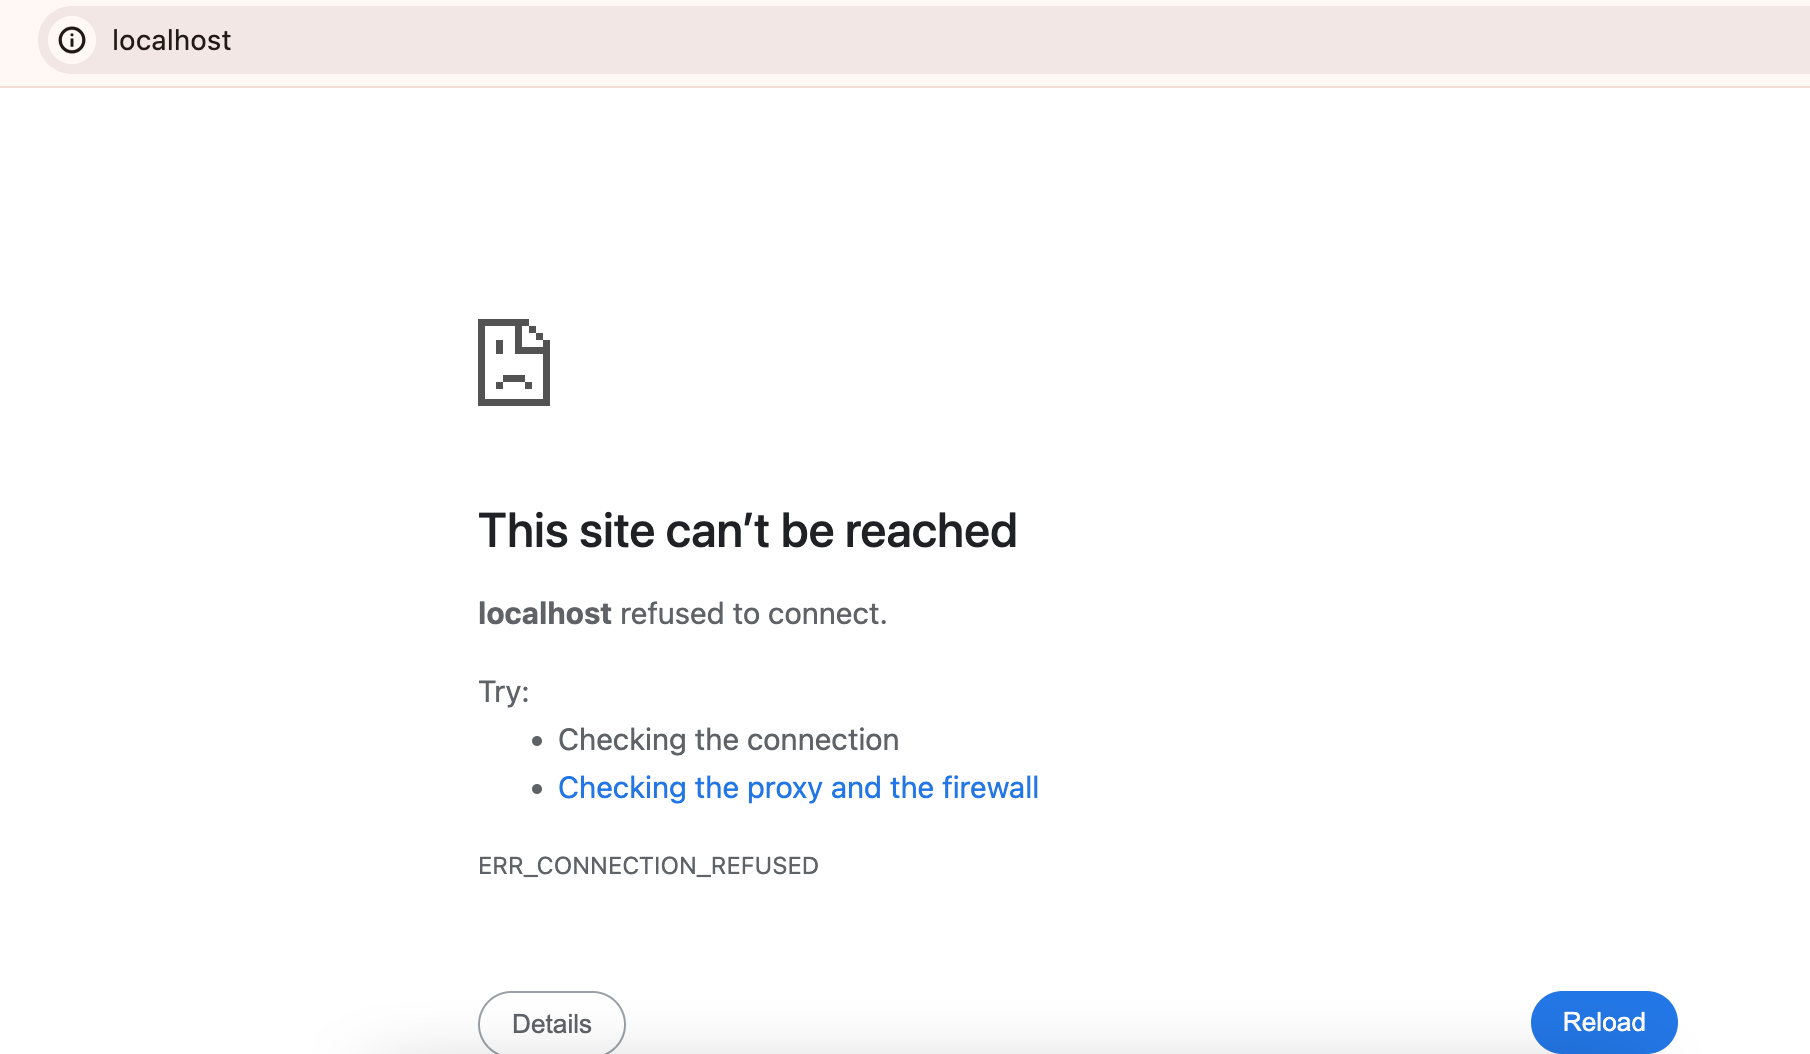 localhost
This site can’t be reached
localhost refused to connect.
Try:
• Checking the connection
• Checking the proxy and the firewall
ERR_CONNECTION_REFUSED
Details
Reload